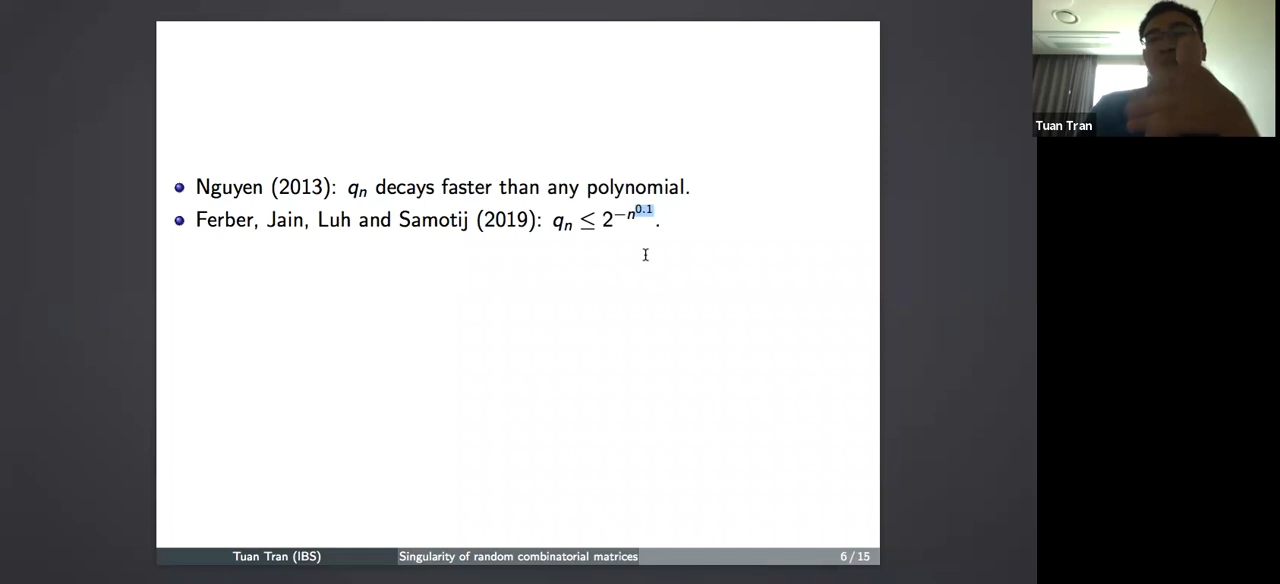 • Nguyen (2013): qₙ decays faster than any polynomial.
• Ferber, Jain, Luh and Samotij (2019): qₙ ≤ 2^{−n^{0.1}}.
Tuan Tran (IBS) Singularity of random combinatorial matrices 6 / 15
Tuan Tran